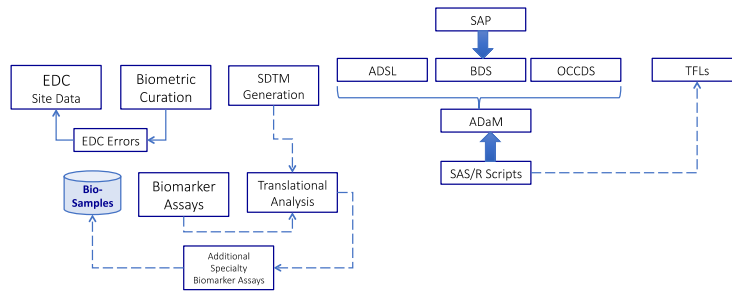 SAP
ADSL
BDS
OCCDS
TFLs
EDC
Site Data
Biometric
Curation
SDTM
Generation
ADaM
EDC Errors
SAS/R Scripts
Bio-
Samples
Biomarker
Assays
Translational
Analysis
Additional
Specialty
Biomarker Assays